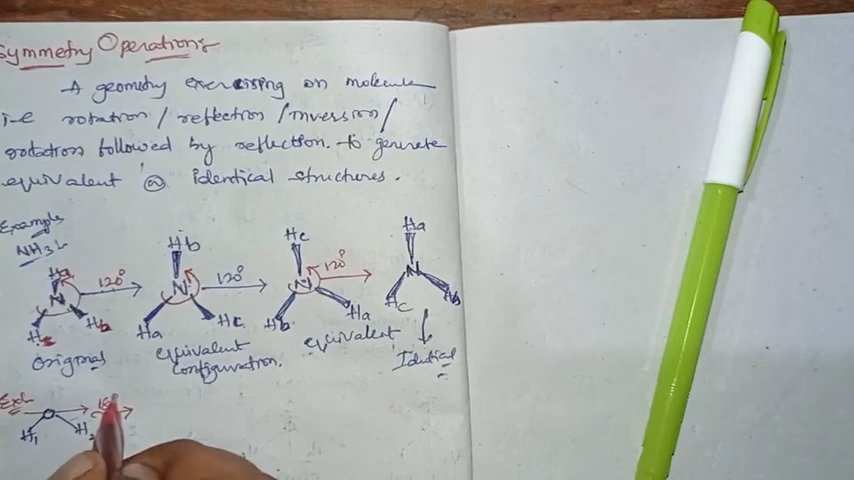 Symmetry Operations
A geometry exercising on molecule
i.e rotation / reflection / inversion /
rotation followed by reflection. to generate
equivalent or identical structures.
Example
NH3
Ha Hb Hc Ha
120° 120° 120°
N N N N
Hc Hb Ha Hc Hb Ha Hc Hb
original equivalent equivalent Identical
configuration.
Ex
H1 H